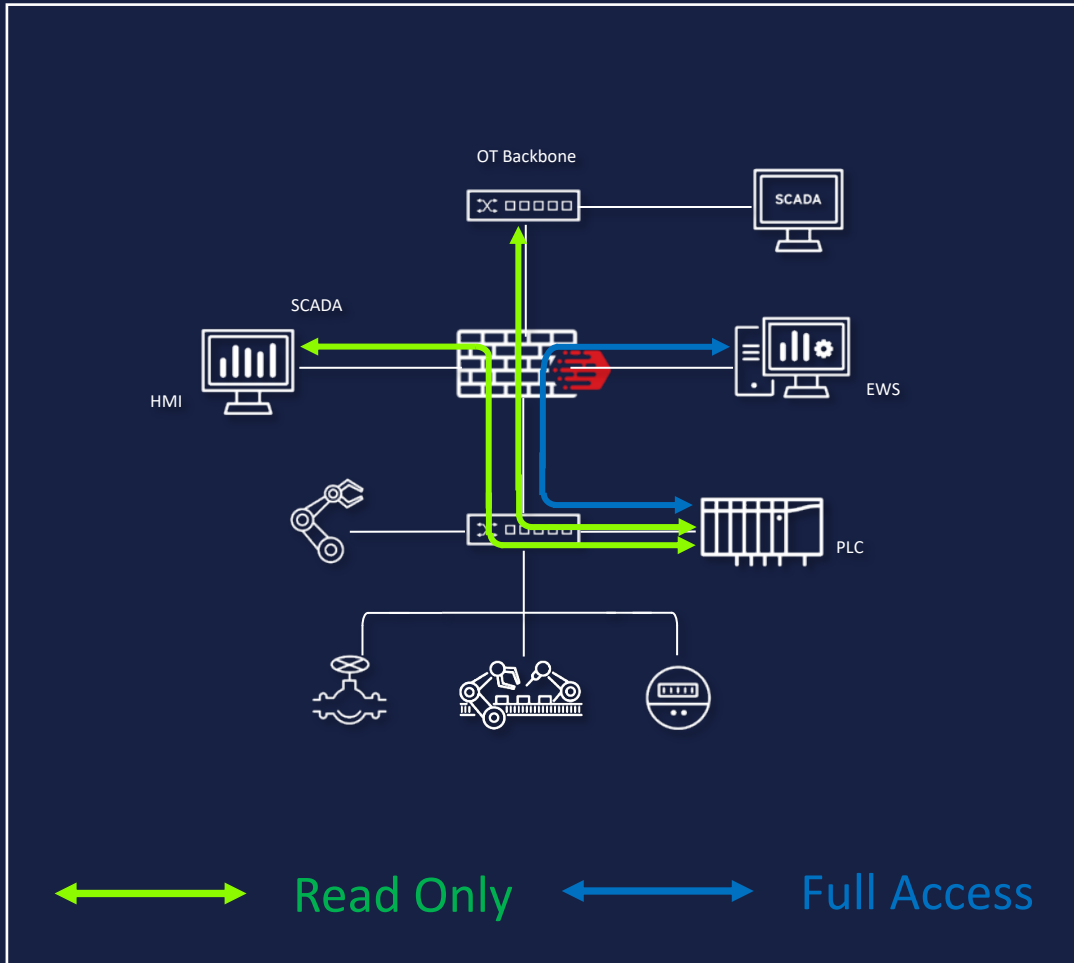 OT Backbone
SCADA
SCADA
HMI
EWS
PLC
Read Only
Full Access